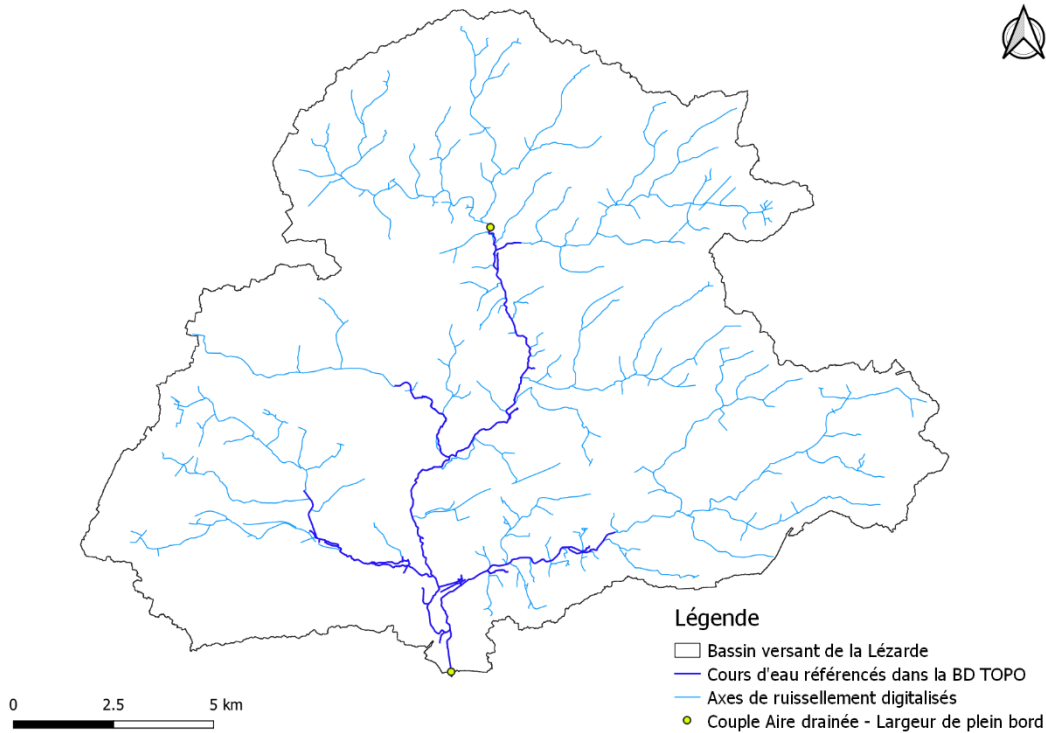 0 2.5 5 km
Légende
Bassin versant de la Lézarde
Cours d'eau référencés dans la BD TOPO
Axes de ruissellement digitalisés
Couple Aire drainée - Largeur de plein bord